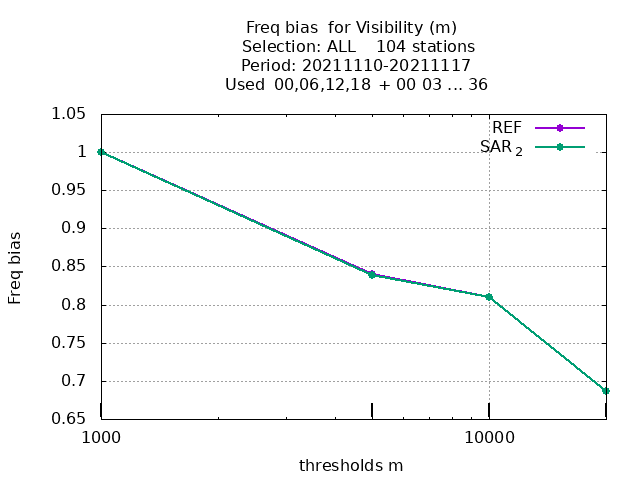 Freq bias  for Visibility (m)
Selection: ALL    104 stations
Period: 20211110-20211117
Used  00,06,12,18  + 00 03 ... 36
1.05
1
0.95
0.9
0.85
0.8
0.75
0.7
0.65
1000
10000
REF
SAR 2
Freq bias
thresholds m